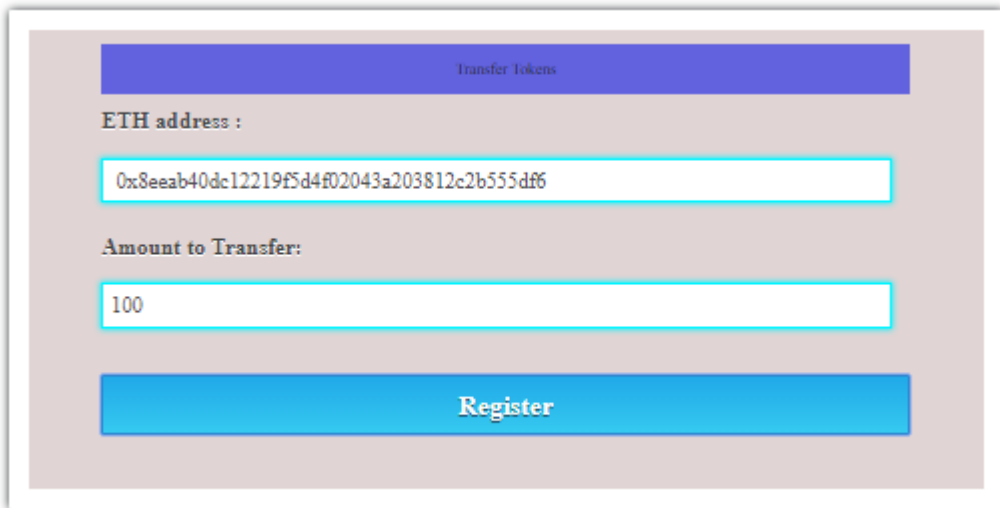 Transfer Tokens
ETH address :
0x8eeab40dc12219f5d4f02043a203812c2b555df6
Amount to Transfer:
100
Register